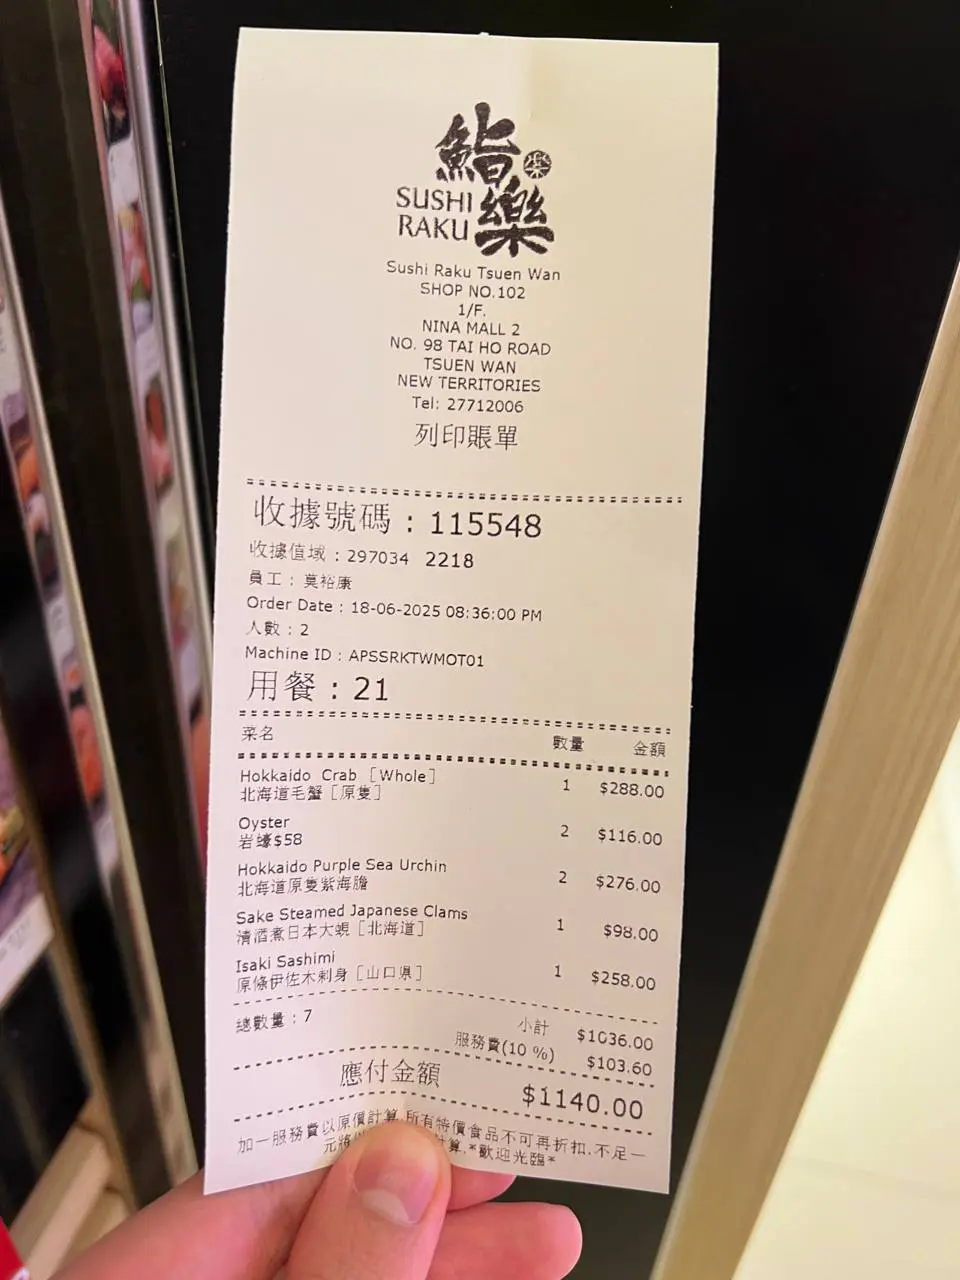 鮨樂
SUSHI
RAKU
Sushi Raku Tsuen Wan
SHOP NO.102
1/F.
NINA MALL 2
NO. 98 TAI HO ROAD
TSUEN WAN
NEW TERRITORIES
Tel: 27712006
列印賬單
收據號碼 : 115548
收據值域 : 297034 2218
員工 : 莫裕康
Order Date : 18-06-2025 08:36:00 PM
人數 : 2
Machine ID : APSSRKTWMOT01
用餐 : 21
菜名 數量 金額
Hokkaido Crab [Whole] 1 $288.00
北海道毛蟹 [原隻]
Oyster 2 $116.00
岩蠔$58
Hokkaido Purple Sea Urchin 2 $276.00
北海道原隻紫海膽
Sake Steamed Japanese Clams 1 $98.00
清酒煮日本大蜆 [北海道]
Isaki Sashimi 1 $258.00
原條伊佐木刺身 [山口県]
總數量 : 7
小計 $1036.00
服務費(10 %) $103.60
應付金額 $1140.00
加一服務費以原價計算,所有特價食品不可再折扣.不足一
元將 計算,*歡迎光臨*